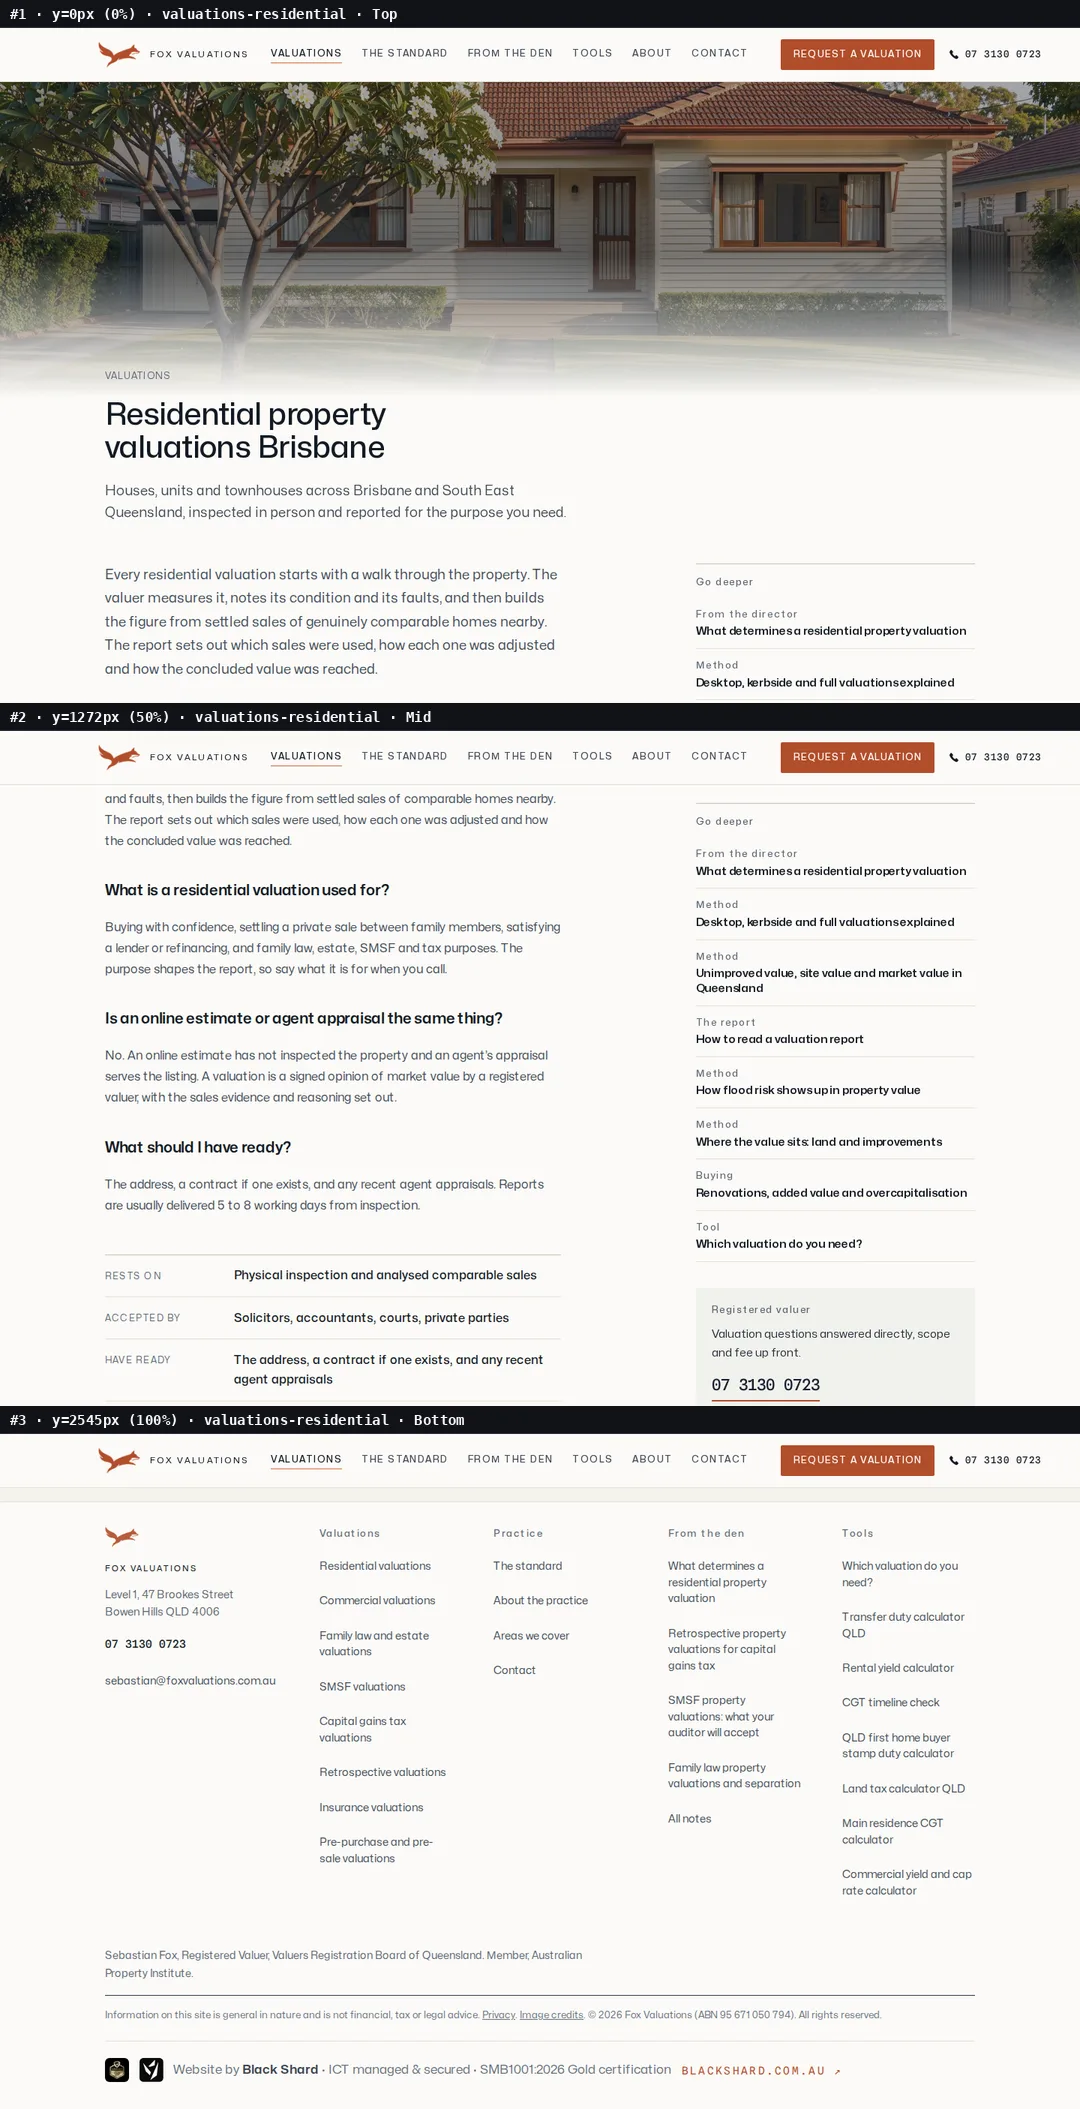 #1 · y=0px (0%) · valuations-residential · Top
FOX VALUATIONS VALUATIONS THE STANDARD FROM THE DEN TOOLS ABOUT CONTACT REQUEST A VALUATION 07 3130 0723
VALUATIONS
Residential property
valuations Brisbane
Houses, units and townhouses across Brisbane and South East
Queensland, inspected in person and reported for the purpose you need.
Every residential valuation starts with a walk through the property. The
valuer measures it, notes its condition and its faults, and then builds
the figure from settled sales of genuinely comparable homes nearby.
The report sets out which sales were used, how each one was adjusted
and how the concluded value was reached.
Go deeper
From the director
What determines a residential property valuation
Method
Desktop, kerbside and full valuations explained
#2 · y=1272px (50%) · valuations-residential · Mid
FOX VALUATIONS VALUATIONS THE STANDARD FROM THE DEN TOOLS ABOUT CONTACT REQUEST A VALUATION 07 3130 0723
and faults, then builds the figure from settled sales of comparable homes nearby.
The report sets out which sales were used, how each one was adjusted and how
the concluded value was reached.
What is a residential valuation used for?
Buying with confidence, settling a private sale between family members, satisfying
a lender or refinancing, and family law, estate, SMSF and tax purposes. The
purpose shapes the report, so say what it is for when you call.
Is an online estimate or agent appraisal the same thing?
No. An online estimate has not inspected the property and an agent's appraisal
serves the listing. A valuation is a signed opinion of market value by a registered
valuer, with the sales evidence and reasoning set out.
What should I have ready?
The address, a contract if one exists, and any recent agent appraisals. Reports
are usually delivered 5 to 8 working days from inspection.
RESTS ON Physical inspection and analysed comparable sales
ACCEPTED BY Solicitors, accountants, courts, private parties
HAVE READY The address, a contract if one exists, and any recent
agent appraisals
Go deeper
From the director
What determines a residential property valuation
Method
Desktop, kerbside and full valuations explained
Method
Unimproved value, site value and market value in
Queensland
The report
How to read a valuation report
Method
How flood risk shows up in property value
Method
Where the value sits: land and improvements
Buying
Renovations, added value and overcapitalisation
Tool
Which valuation do you need?
Registered valuer
Valuation questions answered directly, scope
and fee up front.
07 3130 0723
#3 · y=2545px (100%) · valuations-residential · Bottom
FOX VALUATIONS VALUATIONS THE STANDARD FROM THE DEN TOOLS ABOUT CONTACT REQUEST A VALUATION 07 3130 0723
FOX VALUATIONS
Level 1, 47 Brookes Street
Bowen Hills QLD 4006
07 3130 0723
sebastian@foxvaluations.com.au
Valuations
Residential valuations
Commercial valuations
Family law and estate
valuations
SMSF valuations
Capital gains tax
valuations
Retrospective valuations
Insurance valuations
Pre-purchase and pre-
sale valuations
Practice
The standard
About the practice
Areas we cover
Contact
From the den
What determines a
residential property
valuation
Retrospective property
valuations for capital
gains tax
SMSF property
valuations: what your
auditor will accept
Family law property
valuations and separation
All notes
Tools
Which valuation do you
need?
Transfer duty calculator
QLD
Rental yield calculator
CGT timeline check
QLD first home buyer
stamp duty calculator
Land tax calculator QLD
Main residence CGT
calculator
Commercial yield and cap
rate calculator
Sebastian Fox, Registered Valuer, Valuers Registration Board of Queensland. Member, Australian
Property Institute.
Information on this site is general in nature and is not financial, tax or legal advice. Privacy. Image credits. © 2026 Fox Valuations (ABN 95 671 050 794). All rights reserved.
Website by Black Shard · ICT managed & secured · SMB1001:2026 Gold certification BLACKSHARD.COM.AU ↗